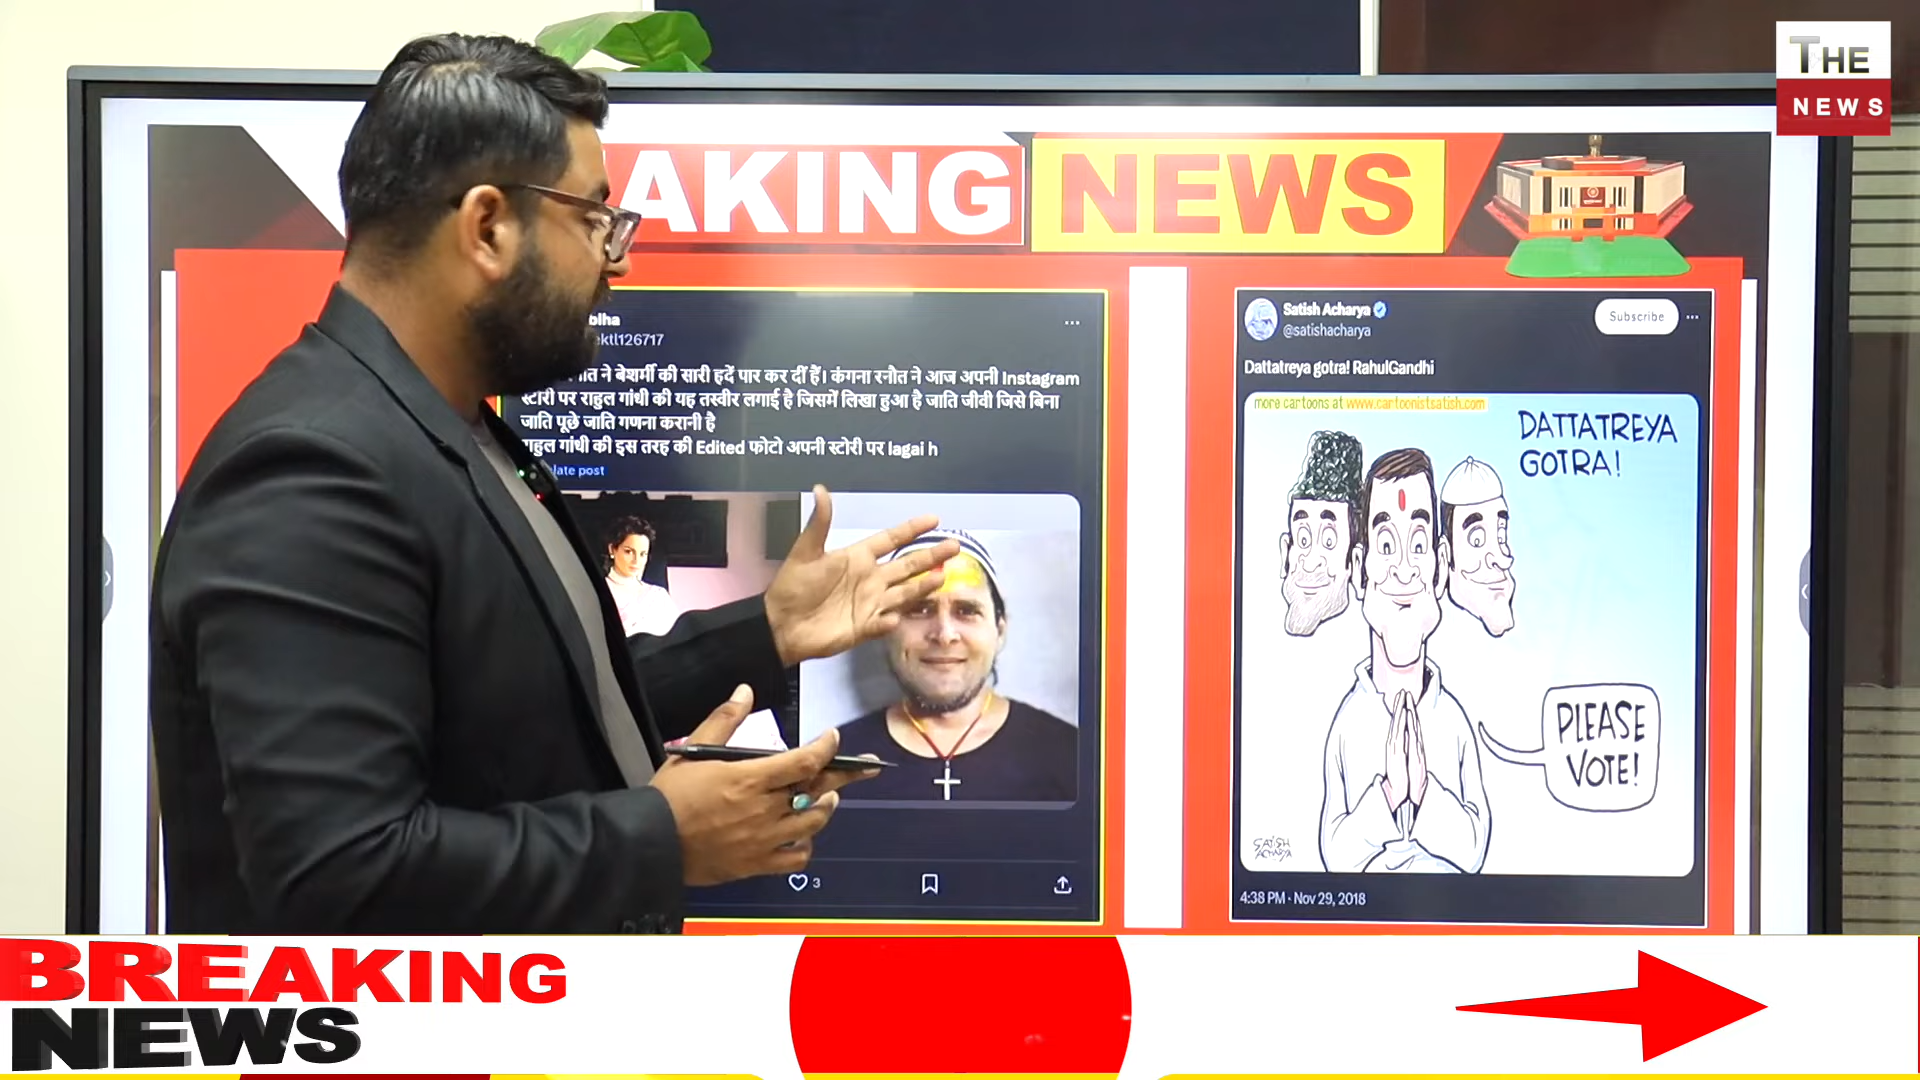 THE
NEWS
AKING NEWS
ektl126717
ने बेशर्मी की सारी हदें पार कर दीं हैं। कंगना रनौत ने आज अपनी Instagram
स्टोरी पर राहुल गांधी की यह तस्वीर लगाई है जिसमें लिखा हुआ है जाति जीवी जिसे बिना
जाति पूछे जाति गणना करानी है
राहुल गांधी की इस तरह की Edited फोटो अपनी स्टोरी पर lagai h
late post
3
Satish Acharya
@satishacharya
Subscribe
Dattatreya gotra! RahulGandhi
more cartoons at www.cartoonistsatish.com
DATTATREYA
GOTRA!
PLEASE
VOTE!
SATISH
ACHARYA
4:38 PM · Nov 29, 2018
BREAKING
NEWS